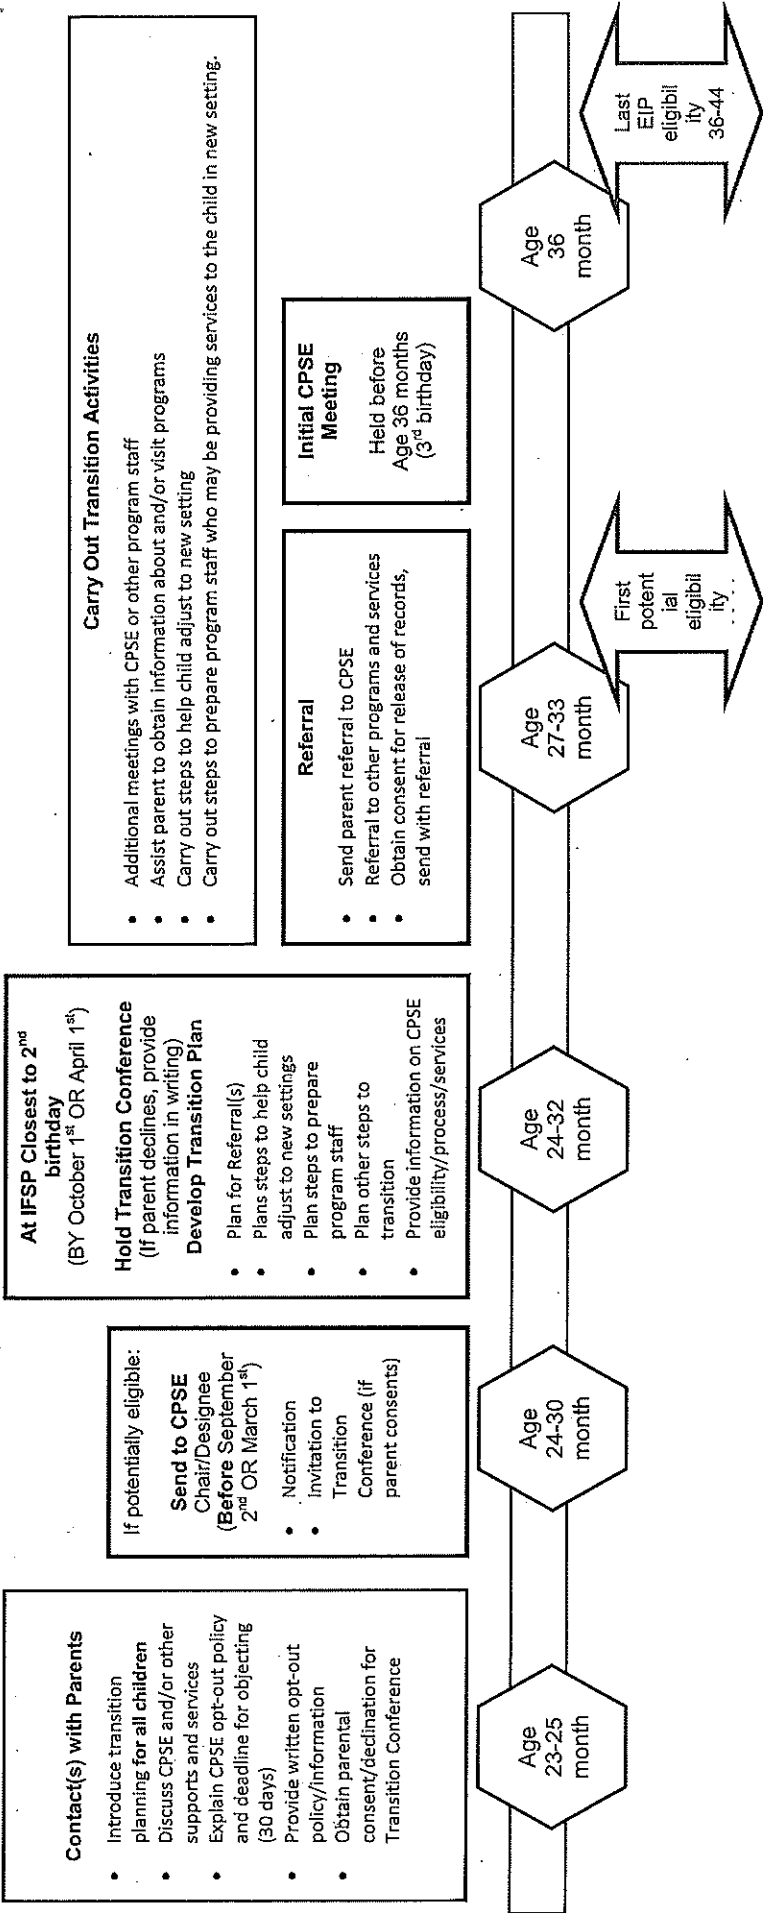 Contact(s) with Parents
• Introduce transition
planning for all children
• Discuss CPSE and/or other
supports and services
• Explain CPSE opt-out policy
and deadline for objecting
(30 days)
• Provide written opt-out
policy/information
• Obtain parental
consent/declination for
Transition Conference
If potentially eligible:
Send to CPSE
Chair/Designee
(Before September
2nd OR March 1st)
• Notification
• Invitation to
Transition
Conference (if
parent consents)
At IFSP Closest to 2nd
birthday
(BY October 1st OR April 1st)
Hold Transition Conference
(If parent declines, provide
information in writing)
Develop Transition Plan
• Plan for Referral(s)
• Plans steps to help child
adjust to new settings
• Plan steps to prepare
program staff
• Plan other steps to
transition
• Provide information on CPSE
eligibility/process/services
Carry Out Transition Activities
• Additional meetings with CPSE or other program staff
• Assist parent to obtain information about and/or visit programs
• Carry out steps to help child adjust to new setting
• Carry out steps to prepare program staff who may be providing services to the child in new setting.
Referral
• Send parent referral to CPSE
• Referral to other programs and services
• Obtain consent for release of records,
send with referral
Initial CPSE
Meeting
Held before
Age 36 months
(3rd birthday)
Age
23-25
month
Age
24-30
month
Age
24-32
month
Age
27-33
month
Age
36
month
First
potent
ial
eligibil
ity
Last
EIP
eligibil
ity
36-44